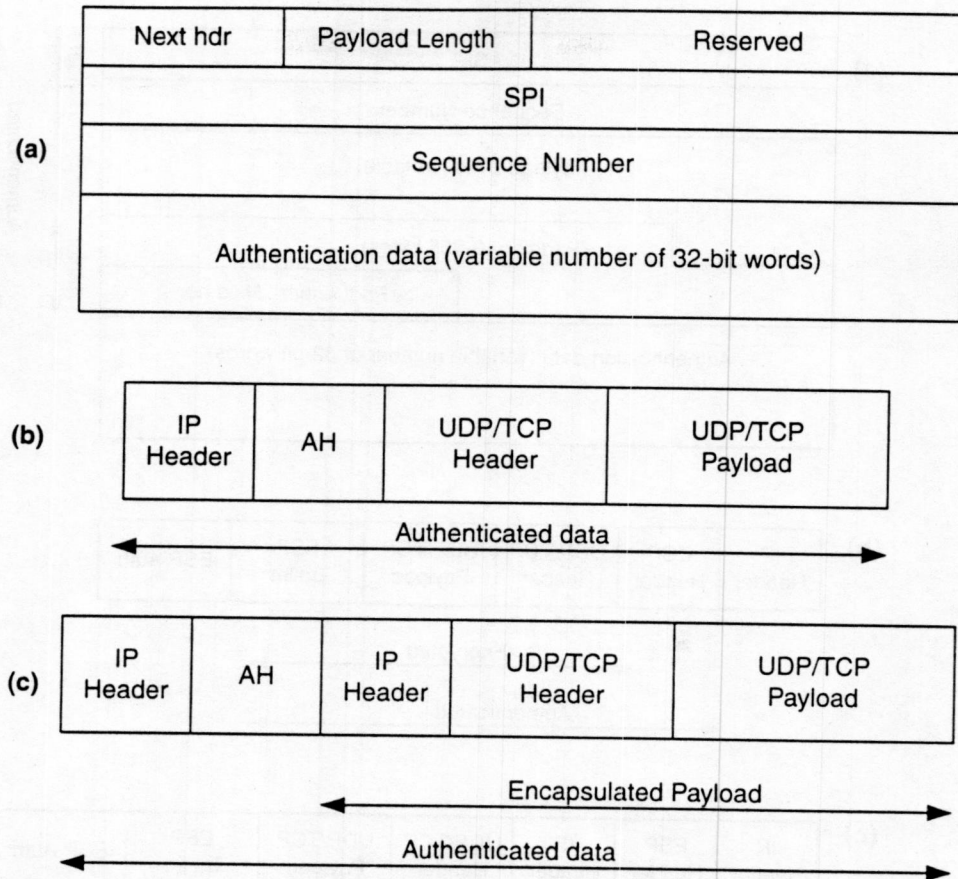 Next hdr Payload Length Reserved
SPI
(a)
Sequence Number
Authentication data (variable number of 32-bit words)
(b)
IP Header
AH
UDP/TCP Header
UDP/TCP Payload
Authenticated data
(c)
IP Header
AH
IP Header
UDP/TCP Header
UDP/TCP Payload
Encapsulated Payload
Authenticated data